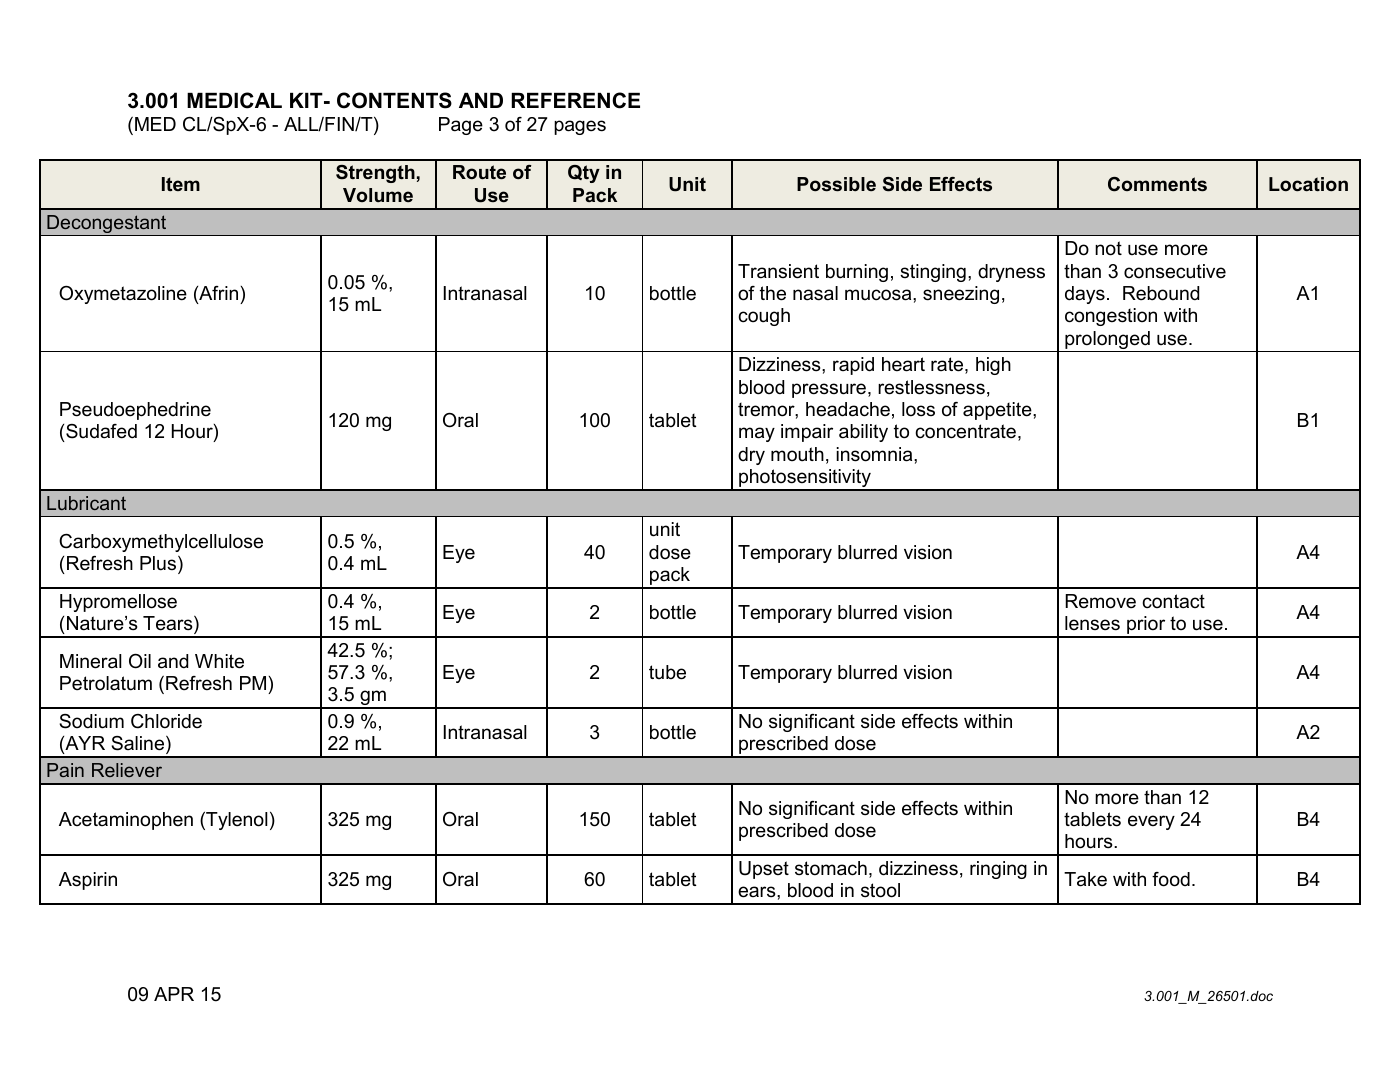 3.001 MEDICAL KIT- CONTENTS AND REFERENCE
(MED CL/SpX-6 - ALL/FIN/T) Page 3 of 27 pages
Item Strength, Volume Route of Use Qty in Pack Unit Possible Side Effects Comments Location
Decongestant
Oxymetazoline (Afrin)
0.05 %,
15 mL
Intranasal
10
bottle
Transient burning, stinging, dryness
of the nasal mucosa, sneezing,
cough
Do not use more
than 3 consecutive
days. Rebound
congestion with
prolonged use.
A1
Pseudoephedrine
(Sudafed 12 Hour)
120 mg
Oral
100
tablet
Dizziness, rapid heart rate, high
blood pressure, restlessness,
tremor, headache, loss of appetite,
may impair ability to concentrate,
dry mouth, insomnia,
photosensitivity
B1
Lubricant
Carboxymethylcellulose
(Refresh Plus)
0.5 %,
0.4 mL
Eye
40
unit
dose
pack
Temporary blurred vision
A4
Hypromellose
(Nature’s Tears)
0.4 %,
15 mL
Eye
2
bottle
Temporary blurred vision
Remove contact
lenses prior to use.
A4
Mineral Oil and White
Petrolatum (Refresh PM)
42.5 %;
57.3 %,
3.5 gm
Eye
2
tube
Temporary blurred vision
A4
Sodium Chloride
(AYR Saline)
0.9 %,
22 mL
Intranasal
3
bottle
No significant side effects within
prescribed dose
A2
Pain Reliever
Acetaminophen (Tylenol)
325 mg
Oral
150
tablet
No significant side effects within
prescribed dose
No more than 12
tablets every 24
hours.
B4
Aspirin
325 mg
Oral
60
tablet
Upset stomach, dizziness, ringing in
ears, blood in stool
Take with food.
B4
09 APR 15
3.001_M_26501.doc